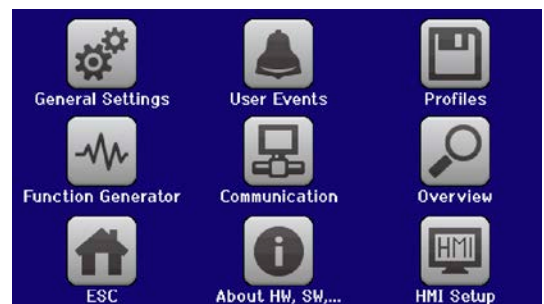 General Settings
User Events
Profiles
Function Generator
Communication
Overview
ESC
About HW, SW,...
HMI
HMI Setup